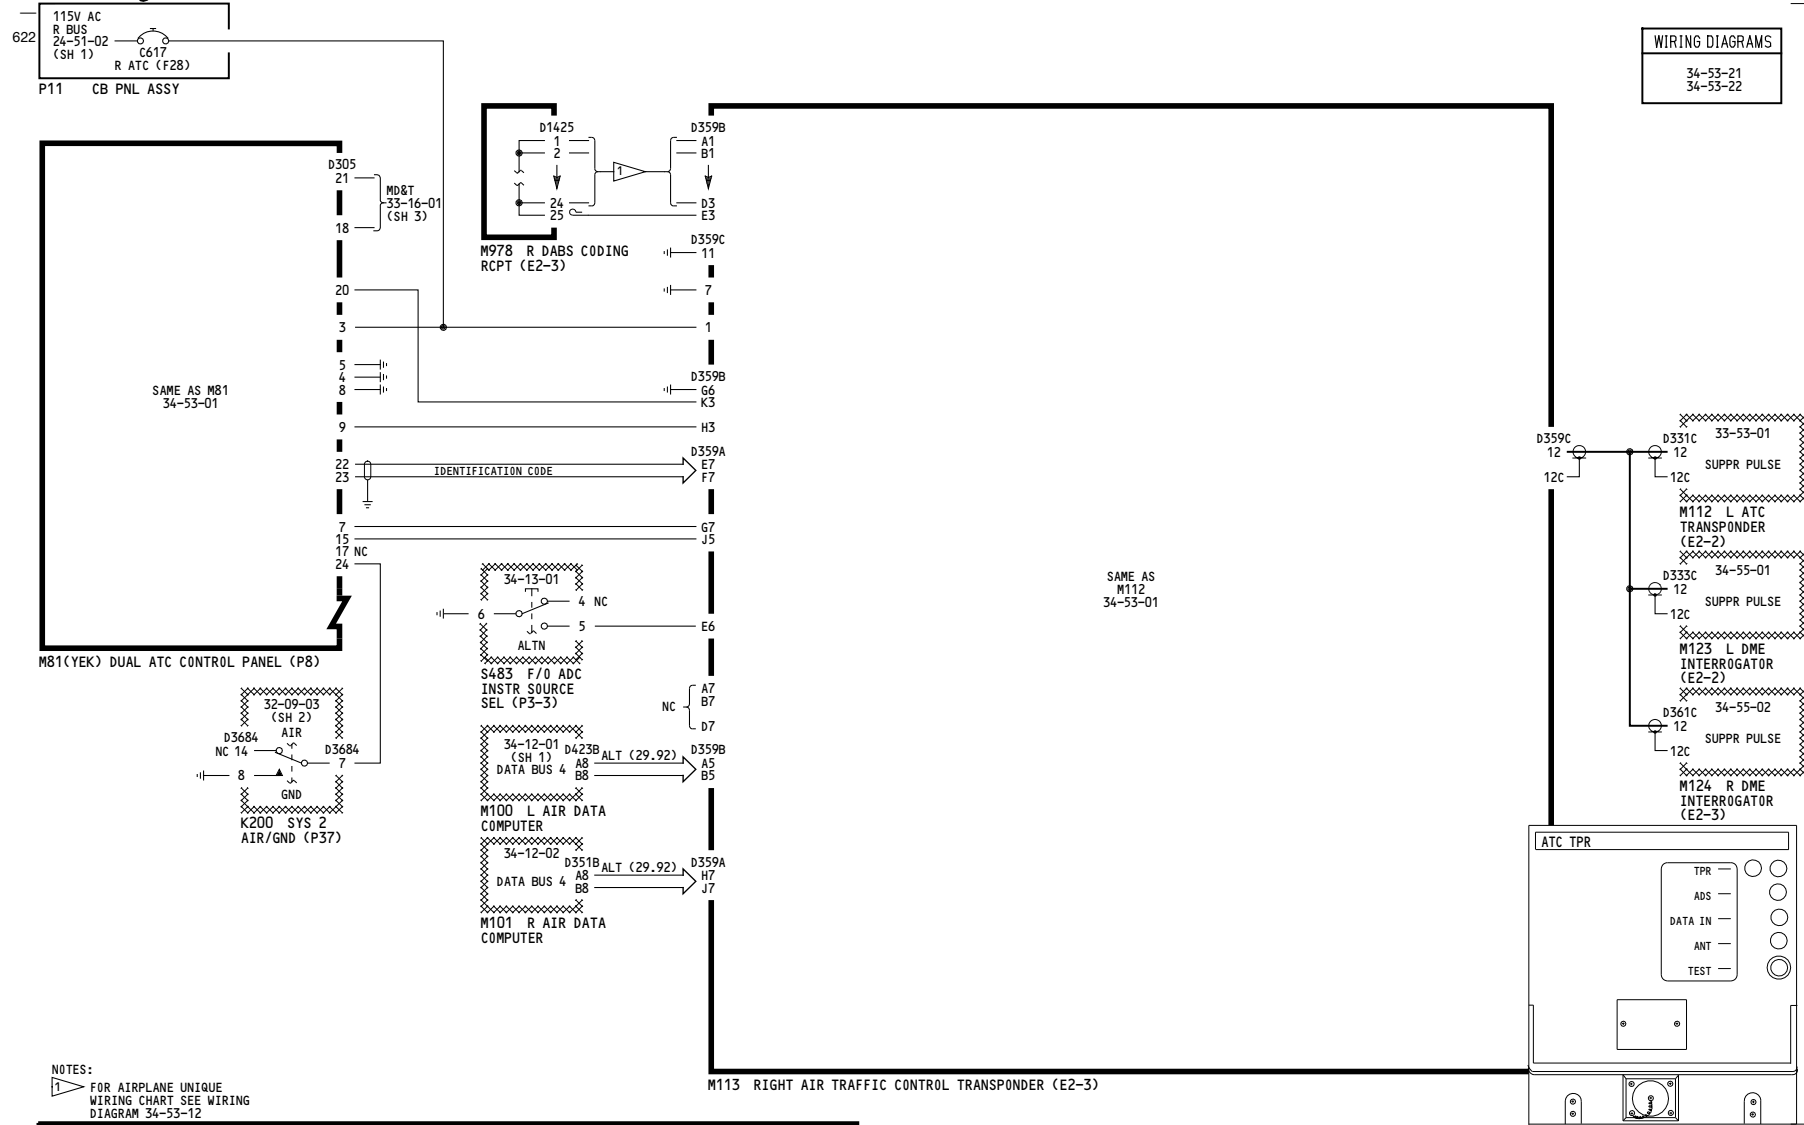 622
115V AC
R BUS
24-51-02
(SH 1)
C617
R ATC (F28)
P11 CB PNL ASSY
WIRING DIAGRAMS
34-53-21
34-53-22
D305
21
18
MD&T
33-16-01
(SH 3)
20
3
5
4
8
9
22
23
IDENTIFICATION CODE
7
15
17 NC
24
SAME AS M81
34-53-01
M81(YEK) DUAL ATC CONTROL PANEL (P8)
32-09-03
(SH 2)
AIR
D3684
NC 14
D3684
7
8
GND
K200 SYS 2
AIR/GND (P37)
D1425
1
2
24
25
1
M978 R DABS CODING
RCPT (E2-3)
D359B
A1
B1
D3
E3
D359C
11
7
1
D359B
G6
K3
H3
D359A
E7
F7
G7
J5
34-13-01
4 NC
6
5
ALTN
S483 F/O ADC
INSTR SOURCE
SEL (P3-3)
E6
NC
A7
B7
D7
34-12-01
(SH 1)
DATA BUS 4
D423B
A8
B8
ALT (29.92)
D359B
A5
B5
M100 L AIR DATA
COMPUTER
34-12-02
DATA BUS 4
D351B
A8
B8
ALT (29.92)
D359A
H7
J7
M101 R AIR DATA
COMPUTER
SAME AS
M112
34-53-01
M113 RIGHT AIR TRAFFIC CONTROL TRANSPONDER (E2-3)
D359C
12
12C
D331C
12
12C
33-53-01
SUPPR PULSE
M112 L ATC
TRANSPONDER
(E2-2)
D333C
12
12C
34-55-01
SUPPR PULSE
M123 L DME
INTERROGATOR
(E2-2)
D361C
12
12C
34-55-02
SUPPR PULSE
M124 R DME
INTERROGATOR
(E2-3)
ATC TPR
TPR
ADS
DATA IN
ANT
TEST
NOTES:
1 FOR AIRPLANE UNIQUE
WIRING CHART SEE WIRING
DIAGRAM 34-53-12